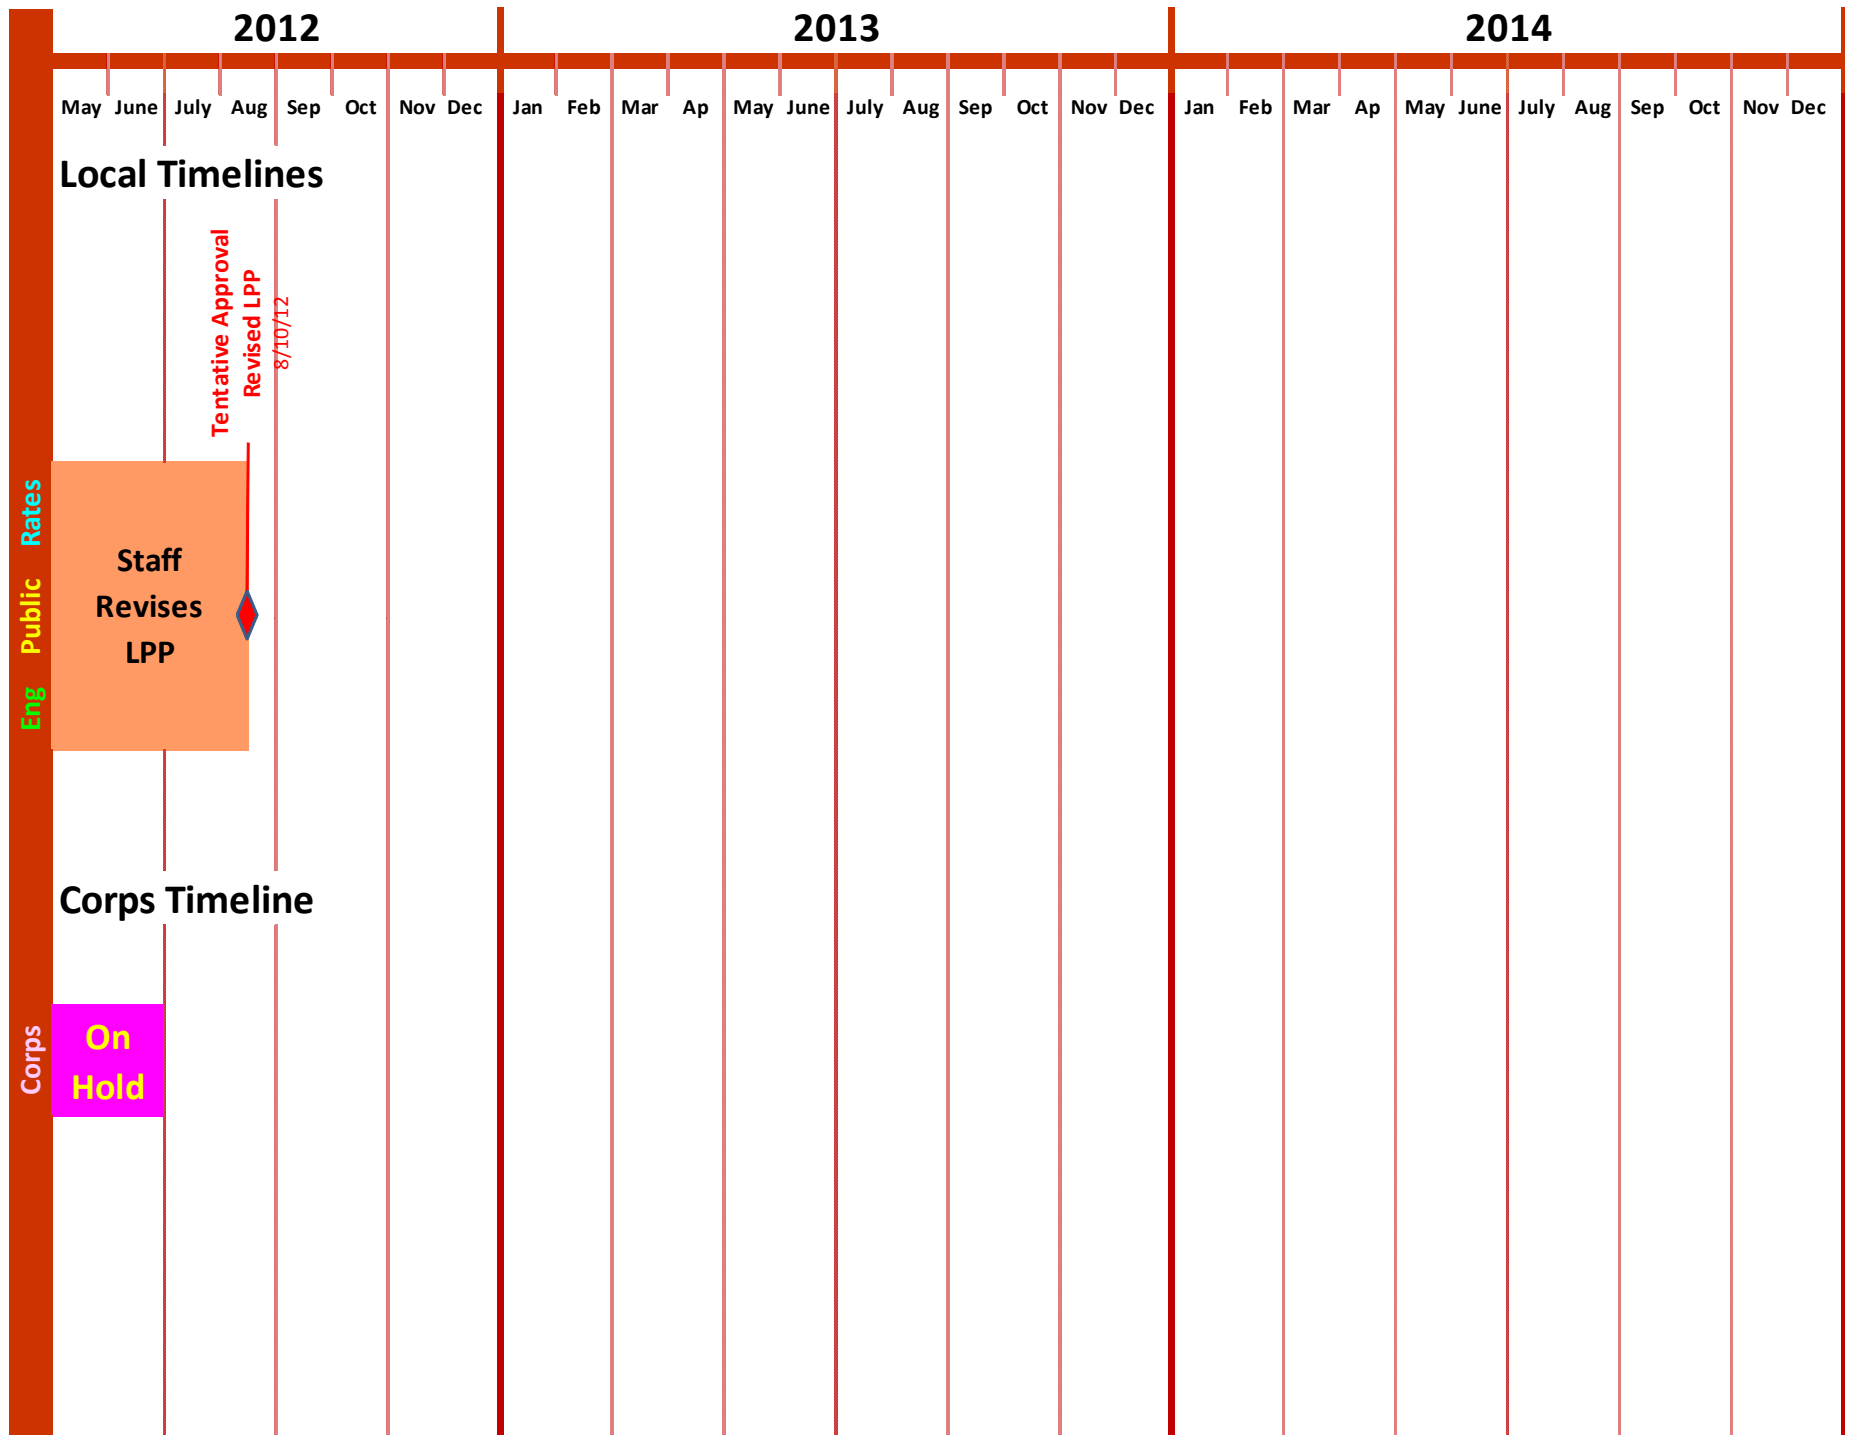 2012 2013 2014
May June July Aug Sep Oct Nov Dec Jan Feb Mar Ap May June July Aug Sep Oct Nov Dec Jan Feb Mar Ap May June July Aug Sep Oct Nov Dec
Local Timelines
Tentative Approval
Revised LPP
8/10/12
Rates
Public
Eng
Staff
Revises
LPP
Corps Timeline
Corps
On
Hold